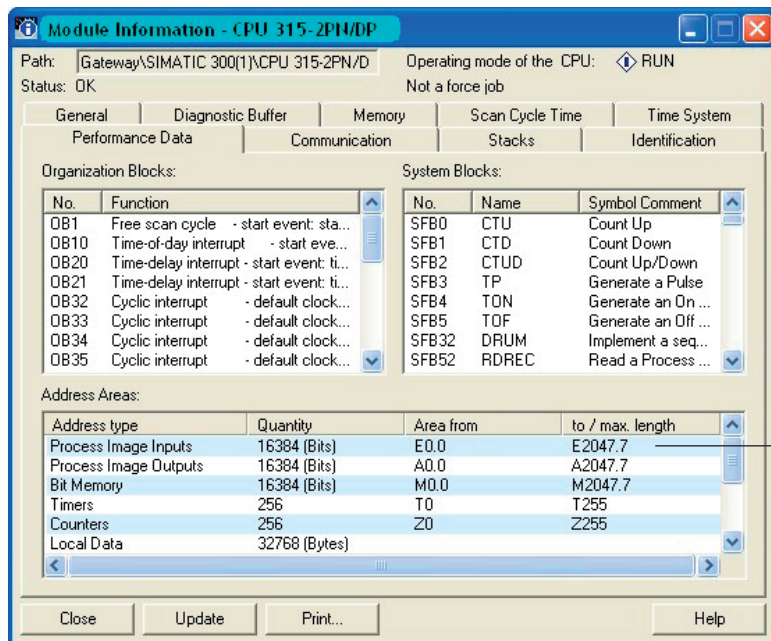 Module Information - CPU 315-2PN/DP
Path: Gateway\SIMATIC 300(1)\CPU 315-2PN/D Operating mode of the CPU: RUN
Status: OK Not a force job
General Diagnostic Buffer Memory Scan Cycle Time Time System
Performance Data Communication Stacks Identification
Organization Blocks: System Blocks:
No. Function No. Name Symbol Comment
OB1 Free scan cycle - start event: sta... SFB0 CTU Count Up
OB10 Time-of-day interrupt - start eve... SFB1 CTD Count Down
OB20 Time-delay interrupt - start event: ti... SFB2 CTUD Count Up/Down
OB21 Time-delay interrupt - start event: ti... SFB3 TP Generate a Pulse
OB32 Cyclic interrupt - default clock... SFB4 TON Generate an On ...
OB33 Cyclic interrupt - default clock... SFB5 TOF Generate an Off ...
OB34 Cyclic interrupt - default clock... SFB32 DRUM Implement a seq...
OB35 Cyclic interrupt - default clock... SFB52 RDREC Read a Process ...
Address Areas:
Address type Quantity Area from to / max. length
Process Image Inputs 16384 (Bits) E0.0 E2047.7
Process Image Outputs 16384 (Bits) A0.0 A2047.7
Bit Memory 16384 (Bits) M0.0 M2047.7
Timers 256 T0 T255
Counters 256 Z0 Z255
Local Data 32768 (Bytes)
Close Update Print... Help